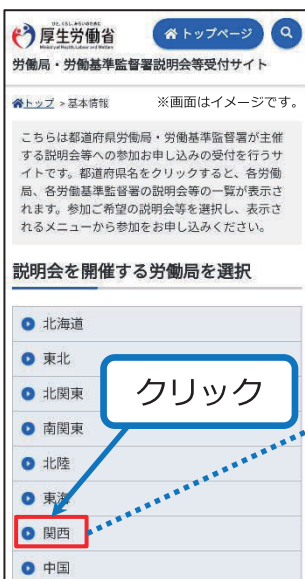 ひと、くらし、みらいのために
厚生労働省
Ministry of Health, Labour and Welfare
トップページ
労働局・労働基準監督署説明会等受付サイト
トップ > 基本情報
※画面はイメージです。
こちらは都道府県労働局・労働基準監督署が主催
する説明会等への参加お申し込みの受付を行うサ
イトです。都道府県名をクリックすると、各労働
局、各労働基準監督署の説明会等の一覧が表示さ
れます。参加ご希望の説明会等を選択し、表示さ
れるメニューから参加をお申し込みください。
説明会を開催する労働局を選択
北海道
東北
北関東
クリック
南関東
北陸
東海
関西
中国